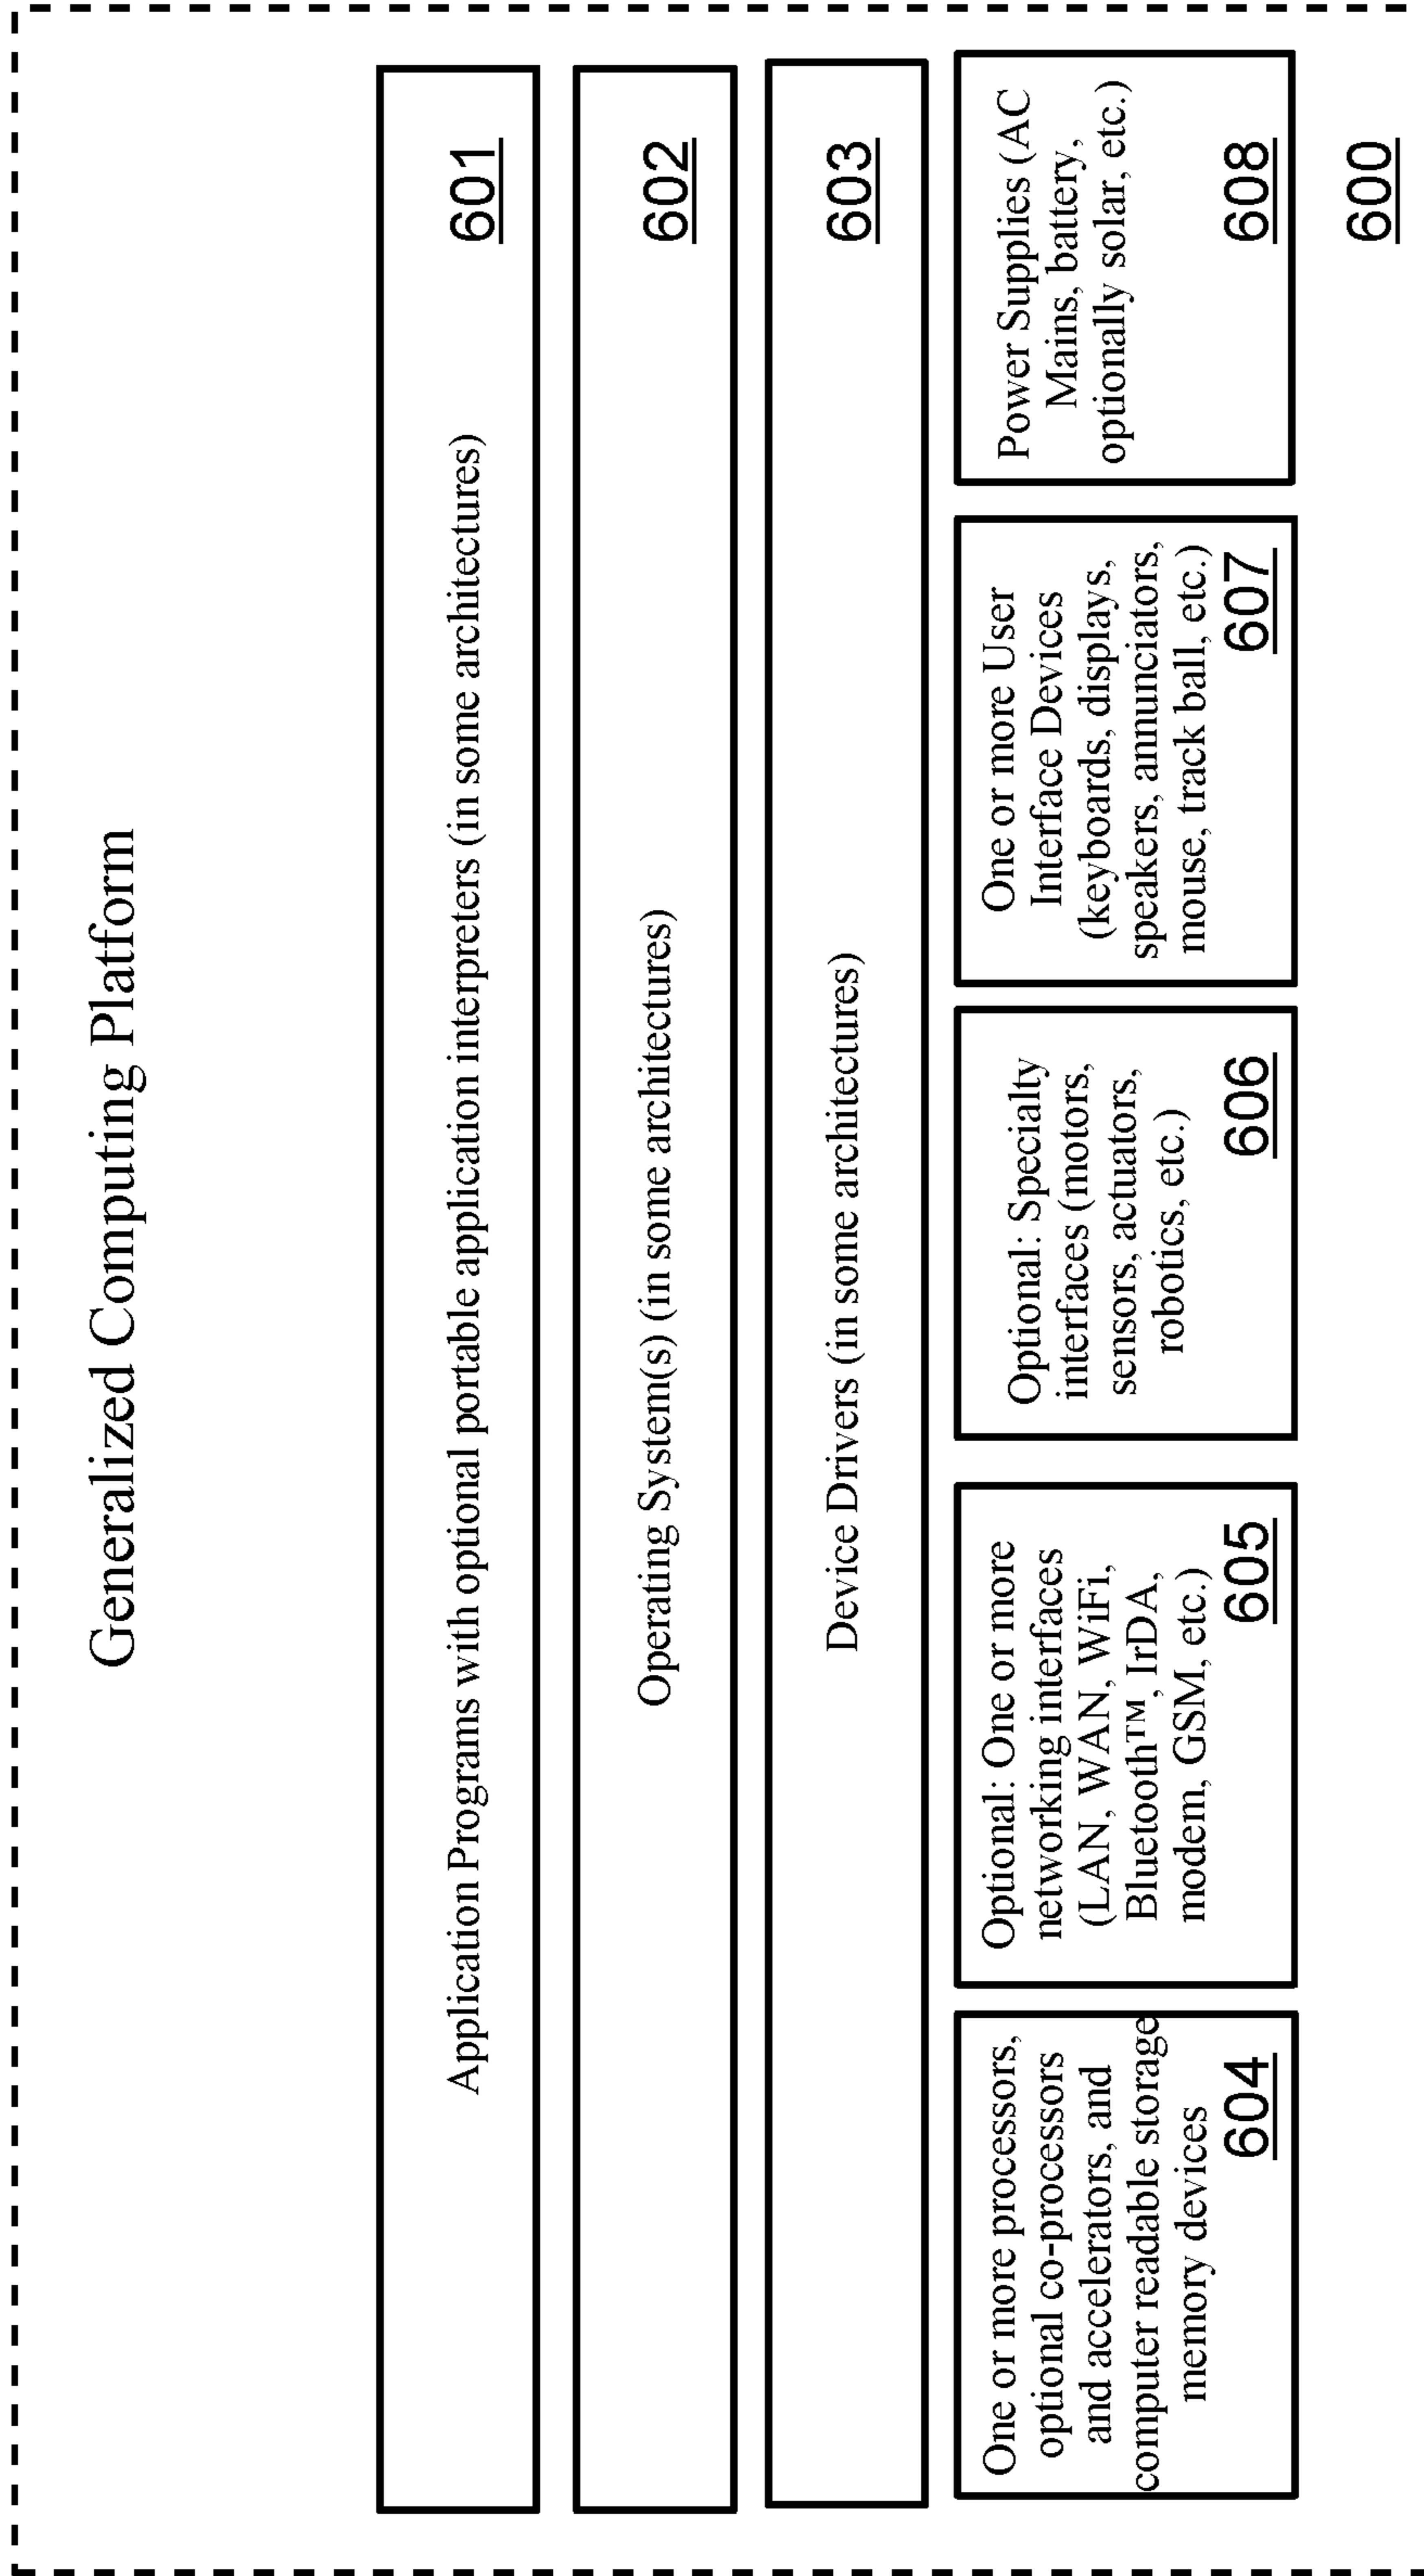 Generalized Computing Platform
Application Programs with optional portable application interpreters (in some architectures)
601
Operating System(s) (in some architectures)
602
Device Drivers (in some architectures)
603
One or more processors,
optional co-processors
and accelerators, and
computer readable storage
memory devices
604
Optional: One or more
networking interfaces
(LAN, WAN, WiFi,
Bluetooth™, IrDA,
modem, GSM, etc.)
605
Optional: Specialty
interfaces (motors,
sensors, actuators,
robotics, etc.)
606
One or more User
Interface Devices
(keyboards, displays,
speakers, annunciators,
mouse, track ball, etc.)
607
Power Supplies (AC
Mains, battery,
optionally solar, etc.)
608
600